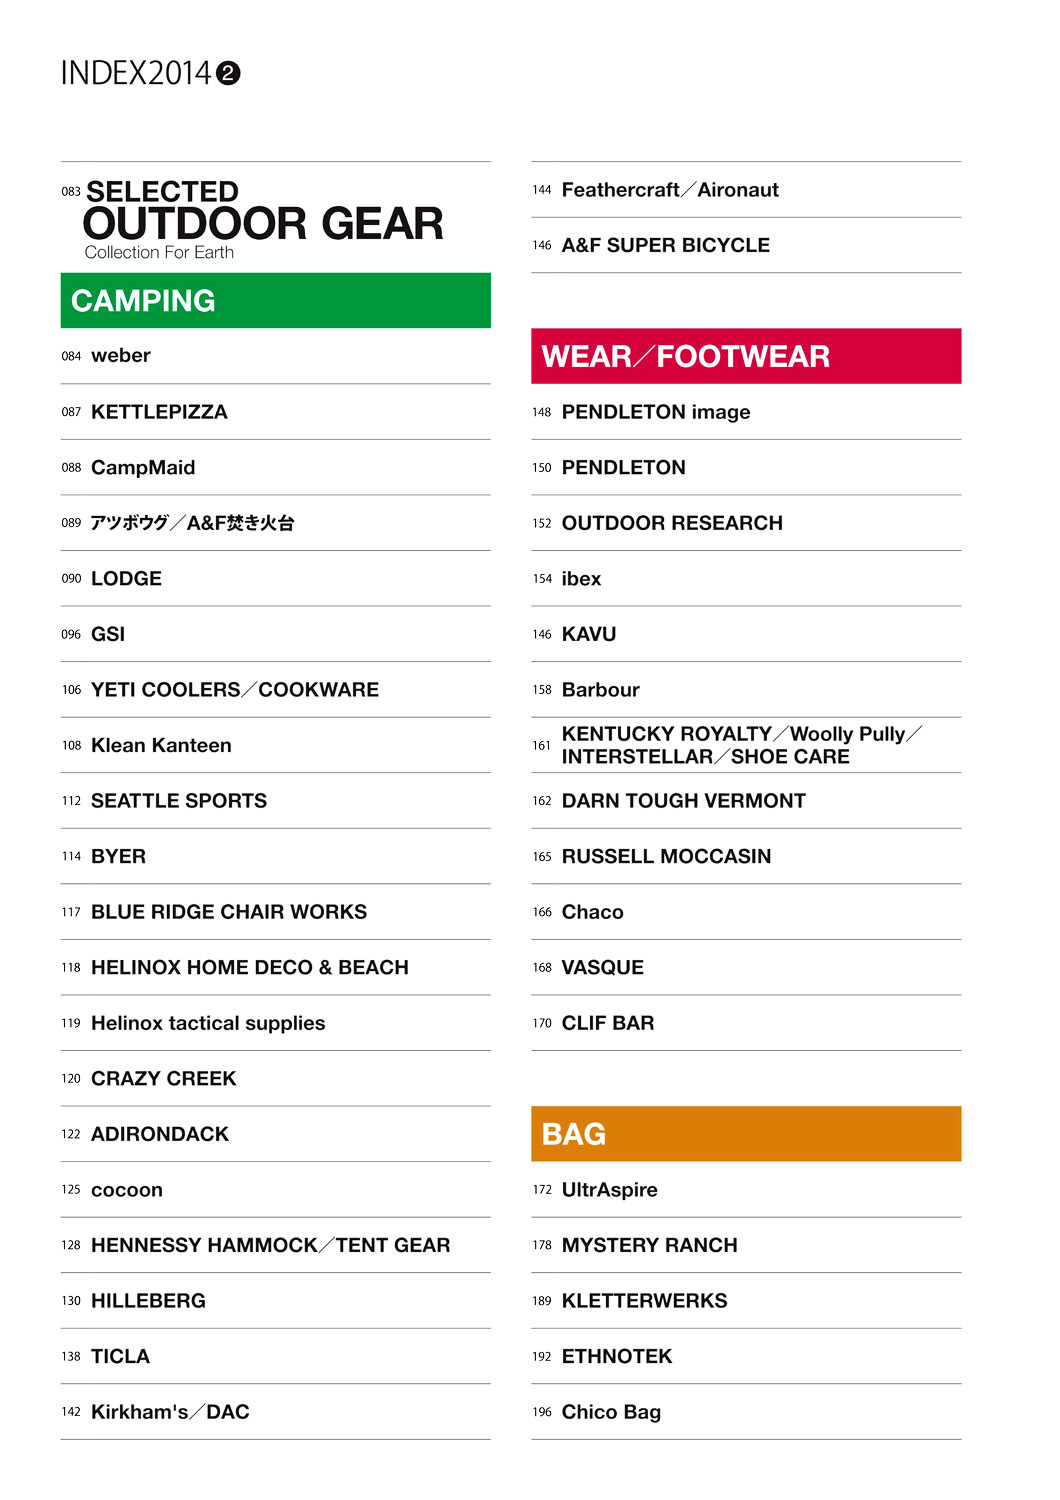 INDEX2014❷
083 SELECTED
OUTDOOR GEAR
Collection For Earth
CAMPING
084 weber
087 KETTLEPIZZA
088 CampMaid
089 アツボウグ／A&F焚き火台
090 LODGE
096 GSI
106 YETI COOLERS／COOKWARE
108 Klean Kanteen
112 SEATTLE SPORTS
114 BYER
117 BLUE RIDGE CHAIR WORKS
118 HELINOX HOME DECO & BEACH
119 Helinox tactical supplies
120 CRAZY CREEK
122 ADIRONDACK
125 cocoon
128 HENNESSY HAMMOCK／TENT GEAR
130 HILLEBERG
138 TICLA
142 Kirkham's／DAC
144 Feathercraft／Aironaut
146 A&F SUPER BICYCLE
WEAR／FOOTWEAR
148 PENDLETON image
150 PENDLETON
152 OUTDOOR RESEARCH
154 ibex
146 KAVU
158 Barbour
161 KENTUCKY ROYALTY／Woolly Pully／
INTERSTELLAR／SHOE CARE
162 DARN TOUGH VERMONT
165 RUSSELL MOCCASIN
166 Chaco
168 VASQUE
170 CLIF BAR
BAG
172 UltrAspire
178 MYSTERY RANCH
189 KLETTERWERKS
192 ETHNOTEK
196 Chico Bag